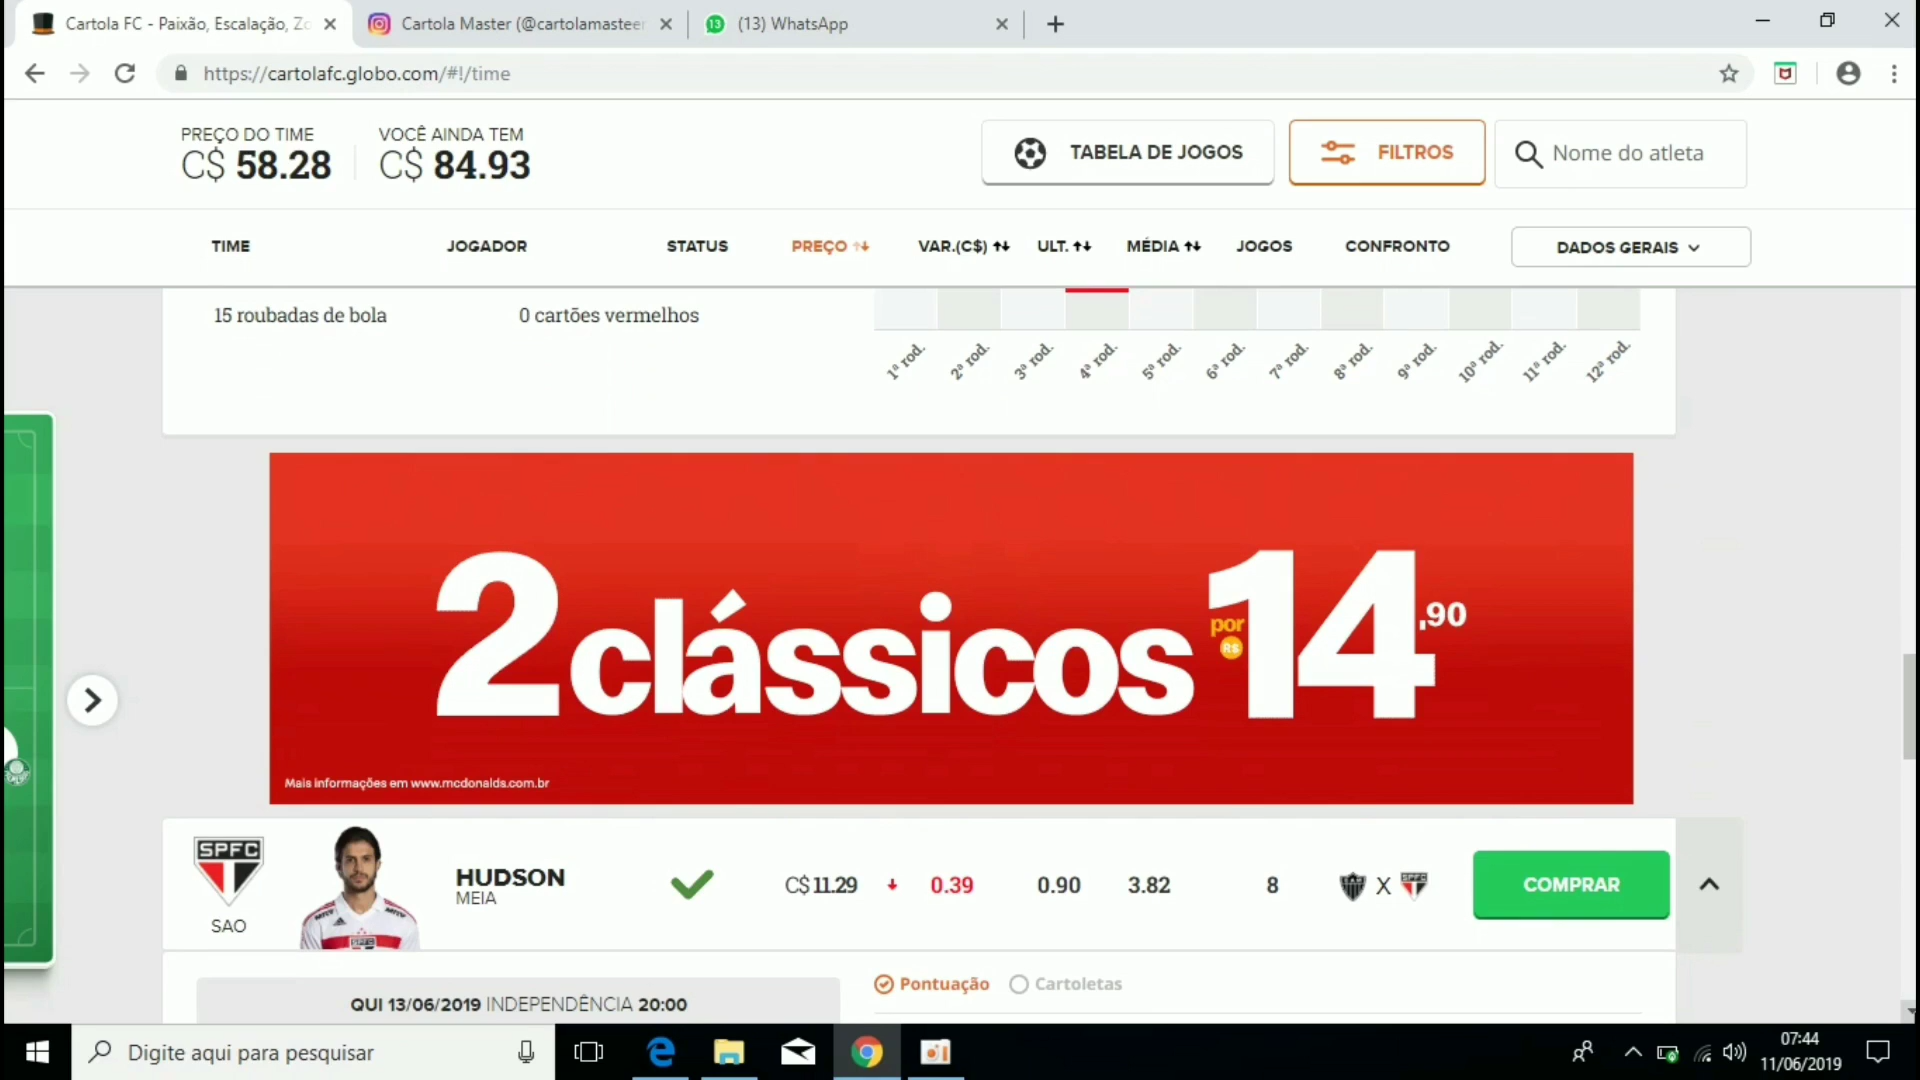 Cartola FC - Paixão, Escalação, Zo
Cartola Master (@cartolamasteer
13
(13) WhatsApp
https://cartolafc.globo.com/#!/time
PREÇO DO TIME
C$ 58.28
VOCÊ AINDA TEM
C$ 84.93
TABELA DE JOGOS
FILTROS
Nome do atleta
TIME
JOGADOR
STATUS
PREÇO
VAR.(C$)
ULT.
MÉDIA
JOGOS
CONFRONTO
DADOS GERAIS
15 roubadas de bola
0 cartões vermelhos
1ª rod.
2ª rod.
3ª rod.
4ª rod.
5ª rod.
6ª rod.
7ª rod.
8ª rod.
9ª rod.
10ª rod.
11ª rod.
12ª rod.
2 clássicos por R$ 14,90
Mais informações em www.mcdonalds.com.br
SPFC
SAO
HUDSON
MEIA
C$ 11.29
0.39
0.90
3.82
8
X
COMPRAR
Pontuação
Cartoletas
QUI 13/06/2019 INDEPENDÊNCIA 20:00
Digite aqui para pesquisar
07:44
11/06/2019